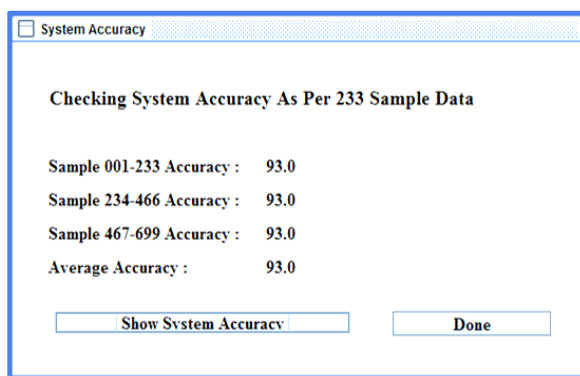 System Accuracy
Checking System Accuracy As Per 233 Sample Data
Sample 001-233 Accuracy : 93.0
Sample 234-466 Accuracy : 93.0
Sample 467-699 Accuracy : 93.0
Average Accuracy : 93.0
Show System Accuracy
Done